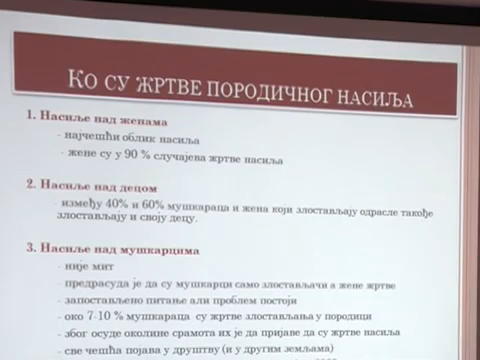 Ко су жртве породичног насиља
1. Насиље над женама
- најчешћи облик насиља
- жене су у 90 % случајева жртве насиља
2. Насиље над децом
- између 40% и 60% мушкараца и жена који злостављају одрасле такође
злостављају и своју децу.
3. Насиље над мушкарцима
- није мит
- предрасуда је да су мушкарци само злостављачи а жене жртве
- запостављено питање али проблем постоји
- око 7-10 % мушкараца су жртве злостављања у породици
- због осуде околине срамота их је да пријаве да су жртве насиља
- све чешћа појава у друштву (и у другим земљама)